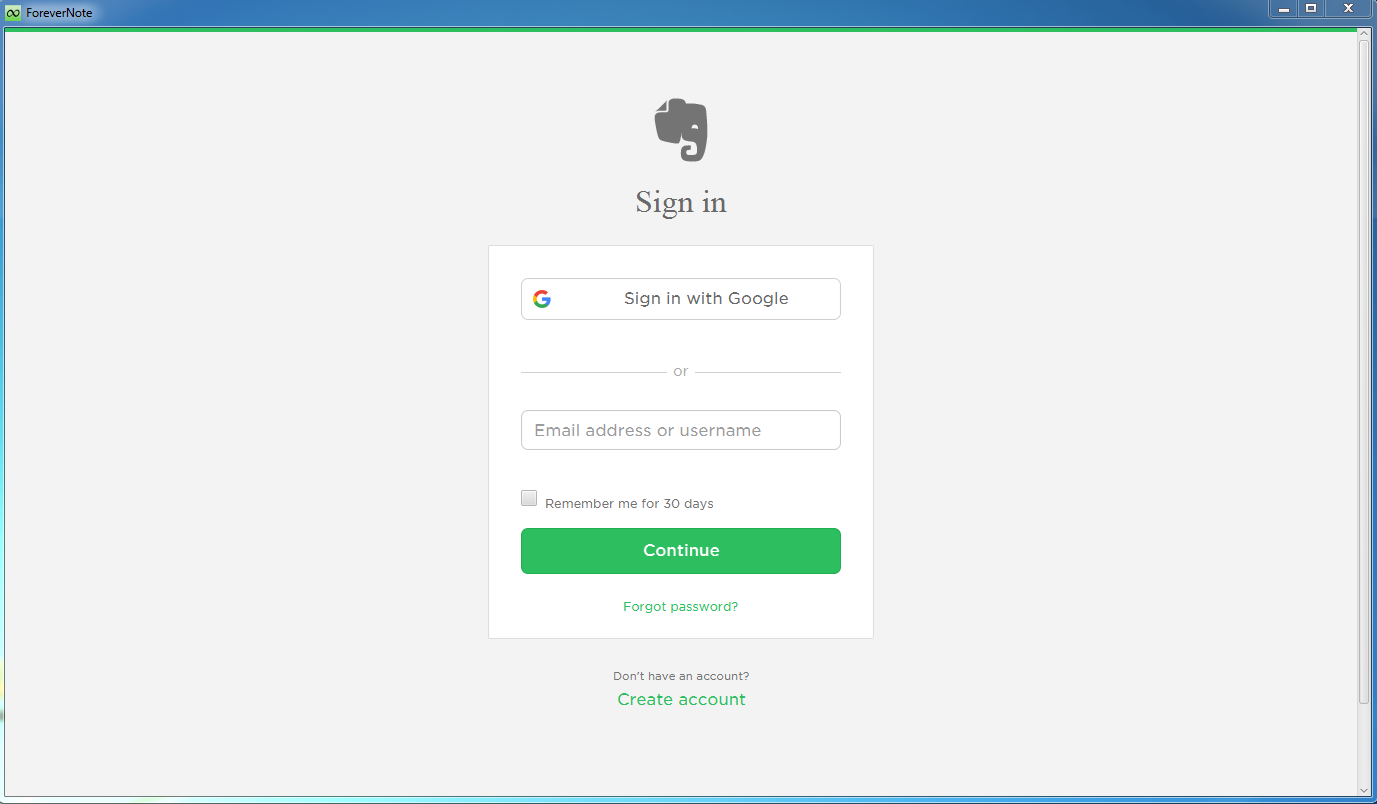 ForeverNote
Sign in
Sign in with Google
or
Email address or username
Remember me for 30 days
Continue
Forgot password?
Don't have an account?
Create account